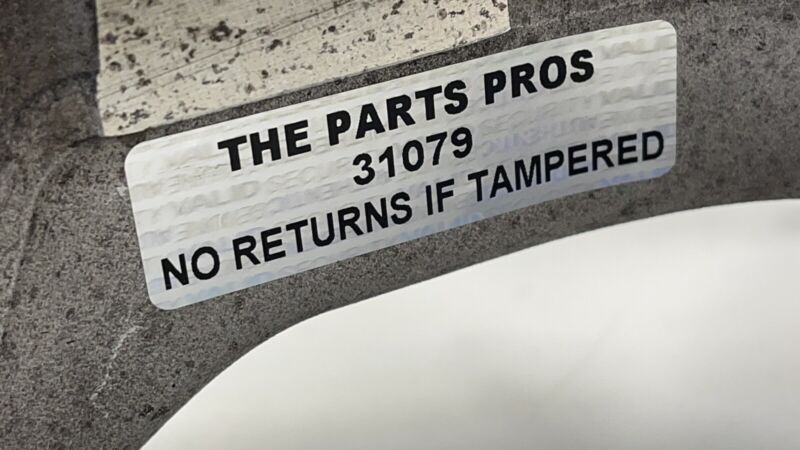 THE PARTS PROS
31079
NO RETURNS IF TAMPERED